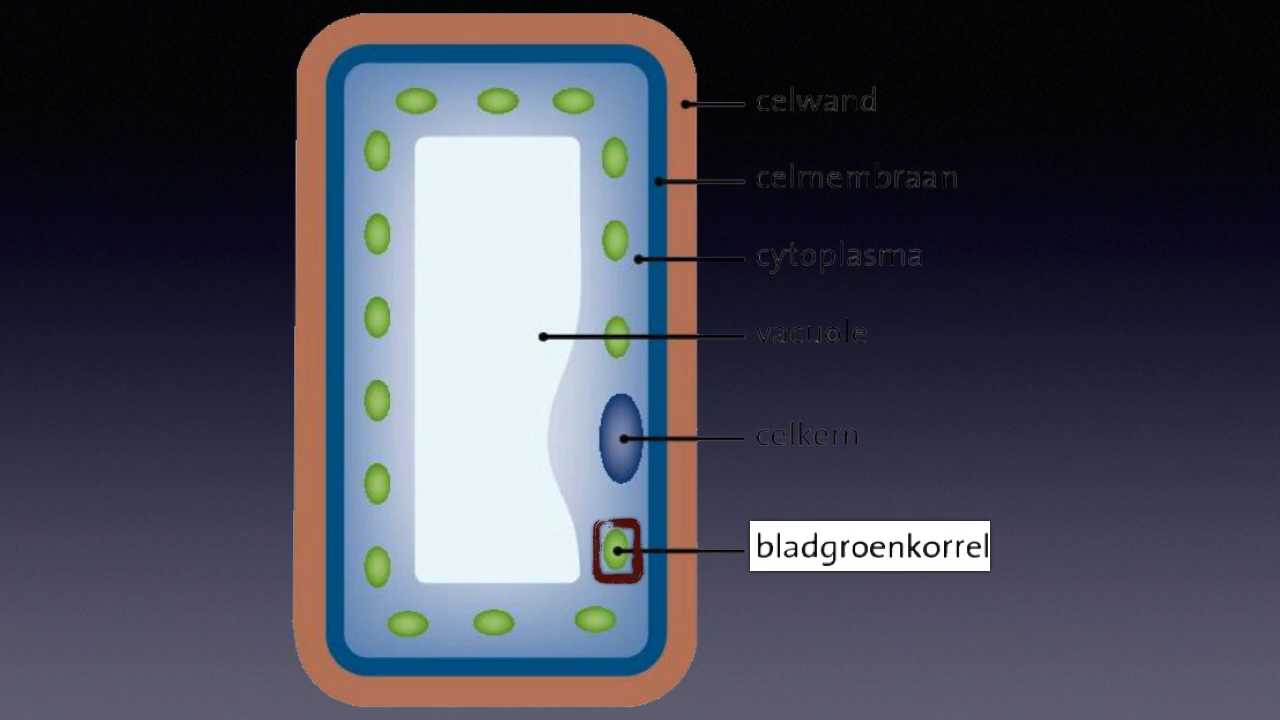 celwand
celmembraan
cytoplasma
vacuole
celkern
bladgroenkorrel